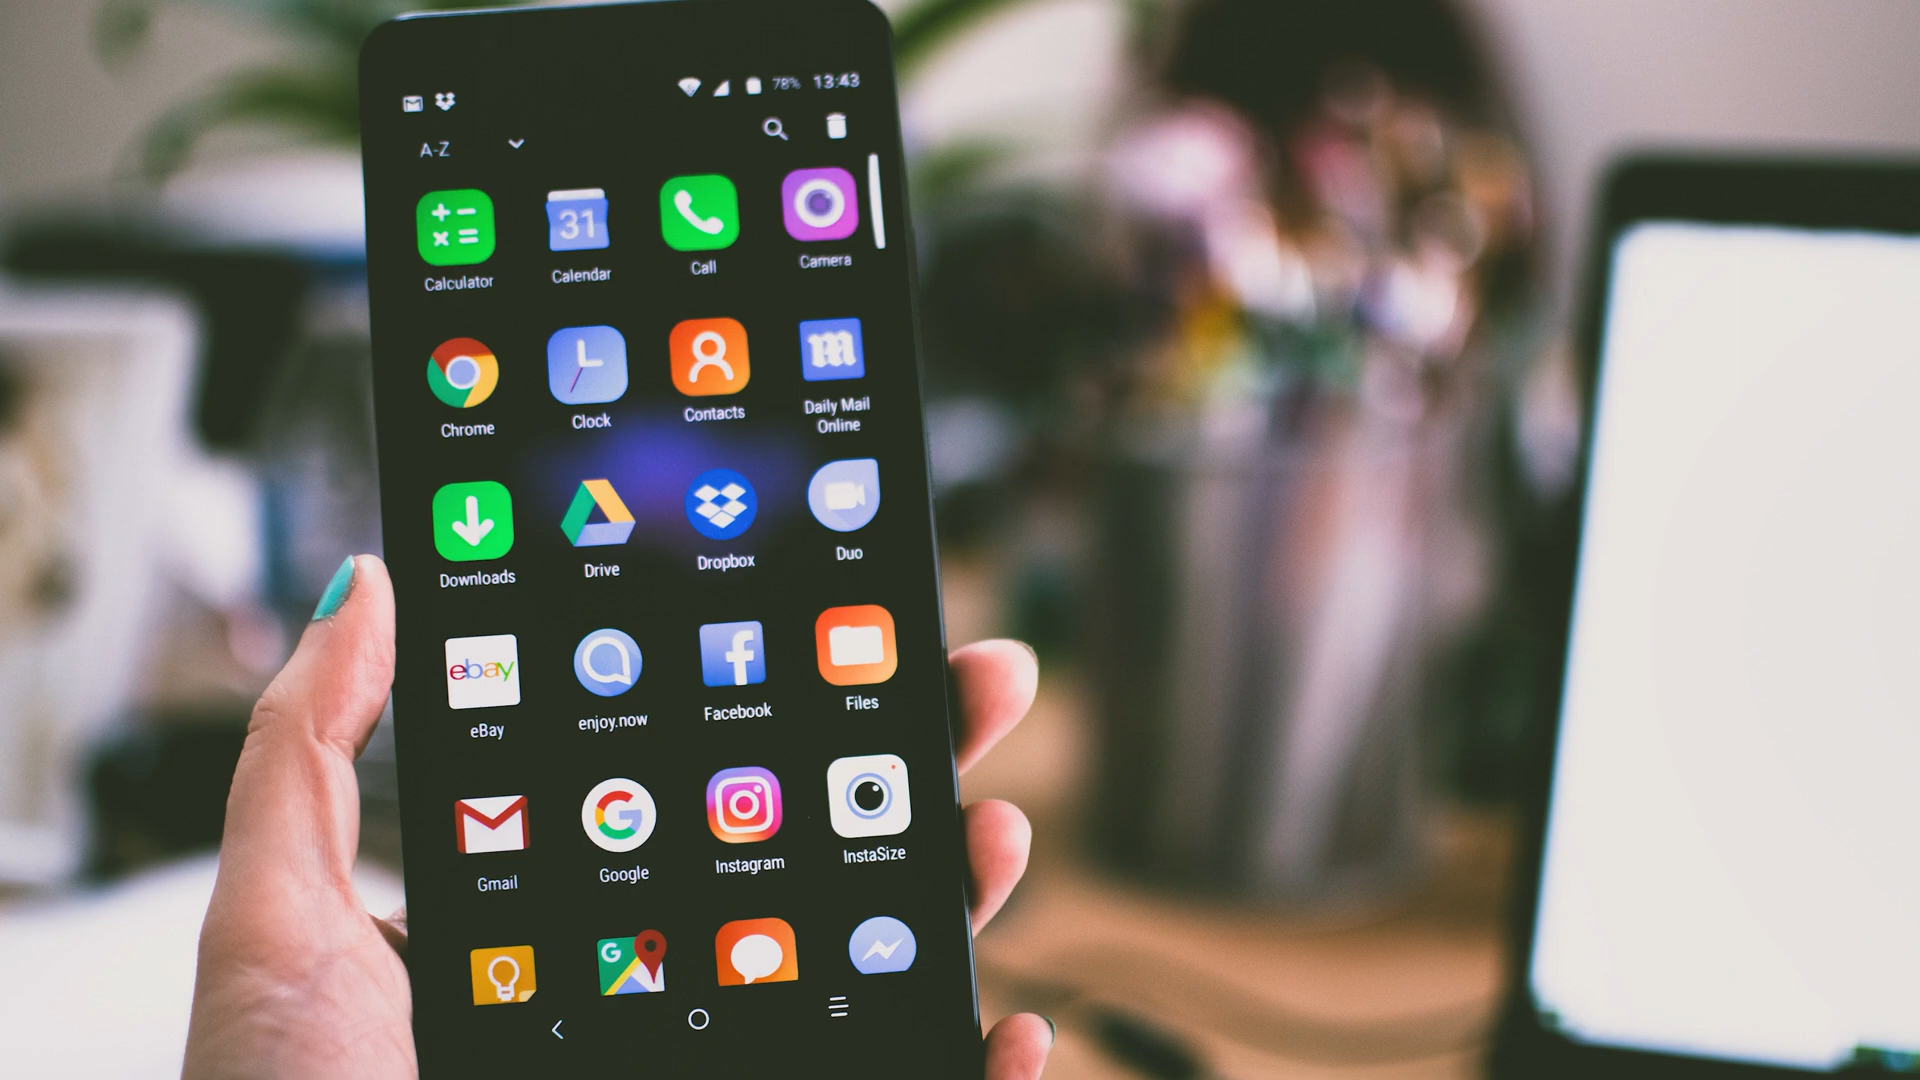 78% 13:43
A-Z
31
Calculator Calendar Call Camera
Chrome Clock Contacts Daily Mail
Online
Downloads Drive Dropbox Duo
ebay
eBay enjoy.now Facebook Files
Gmail Google Instagram InstaSize
G